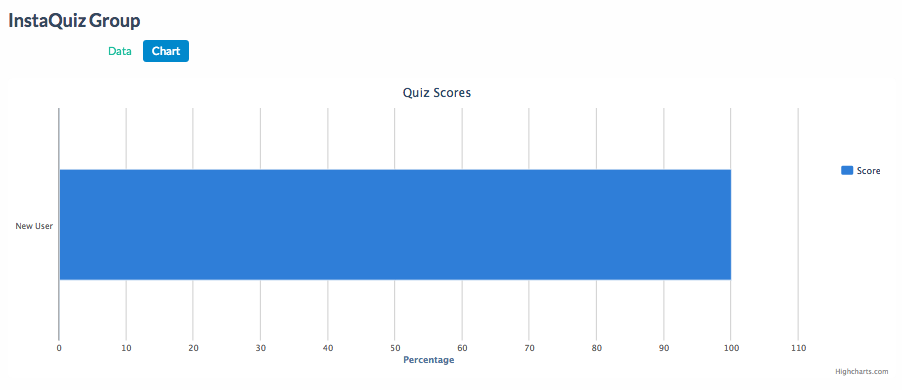 InstaQuiz Group
Data Chart
Quiz Scores
Score
New User
0 10 20 30 40 50 60 70 80 90 100 110
Percentage
Highcharts.com